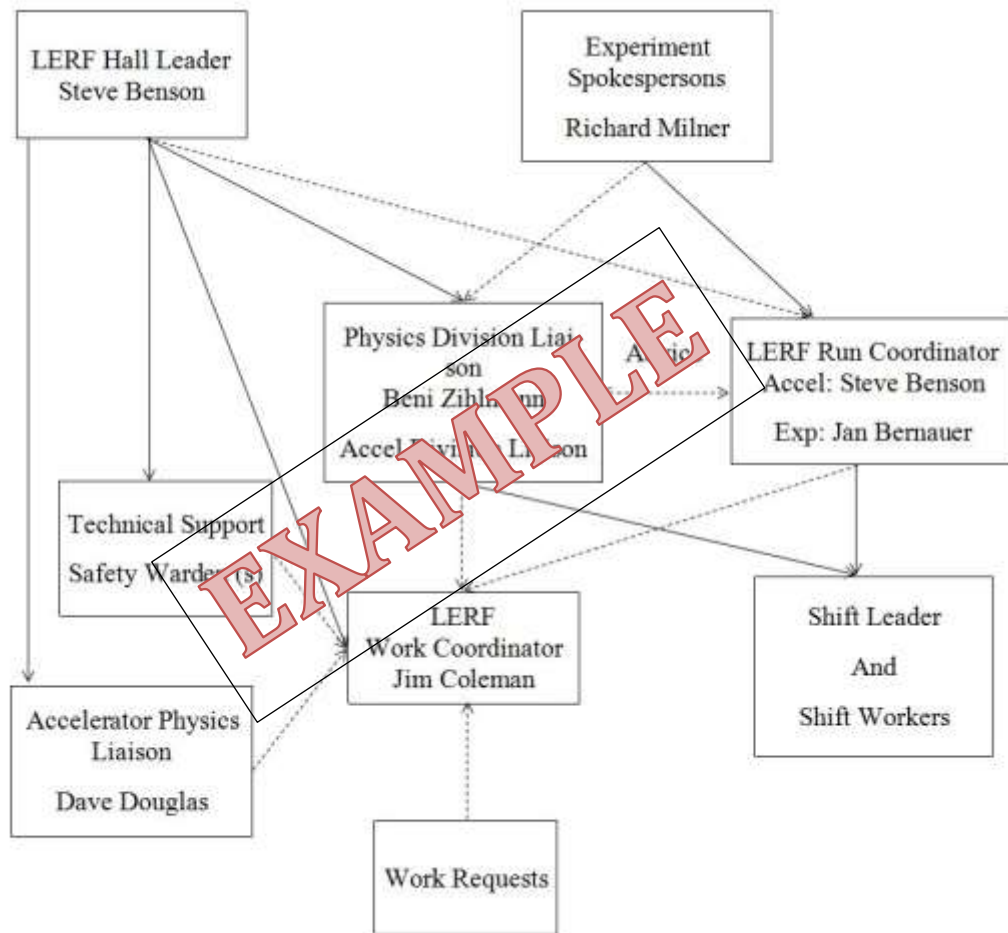 LERF Hall Leader
Steve Benson
Experiment
Spokespersons
Richard Milner
Physics Division Liai
son
Beni Zihlmann
Accel Division Liaison
Advice
LERF Run Coordinator
Accel: Steve Benson
Exp: Jan Bernauer
EXAMPLE
Technical Support
Safety Warden (s)
LERF
Work Coordinator
Jim Coleman
Shift Leader
And
Shift Workers
Accelerator Physics
Liaison
Dave Douglas
Work Requests